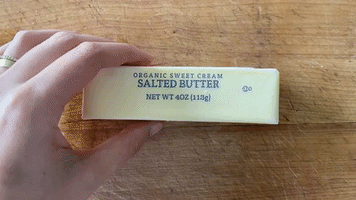 ORGANIC SWEET CREAM
SALTED BUTTER
NET WT 4OZ (113g)